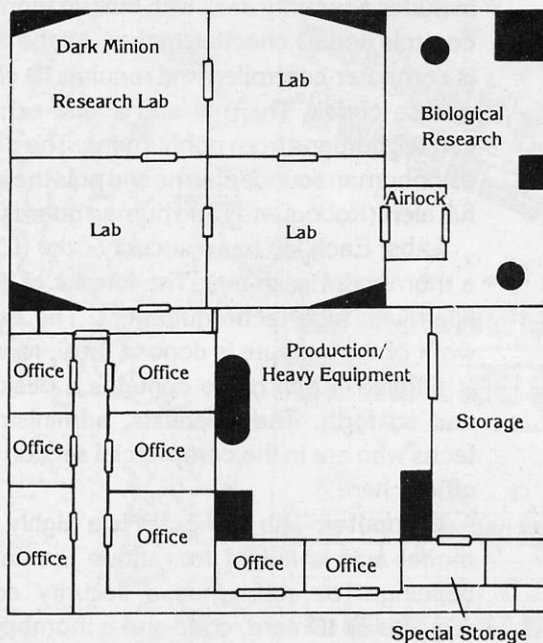 Dark Minion
Research Lab
Lab
Biological
Research
Lab
Lab
Airlock
Production/
Heavy Equipment
Office
Office
Office
Office
Storage
Office
Office
Office
Office
Special Storage